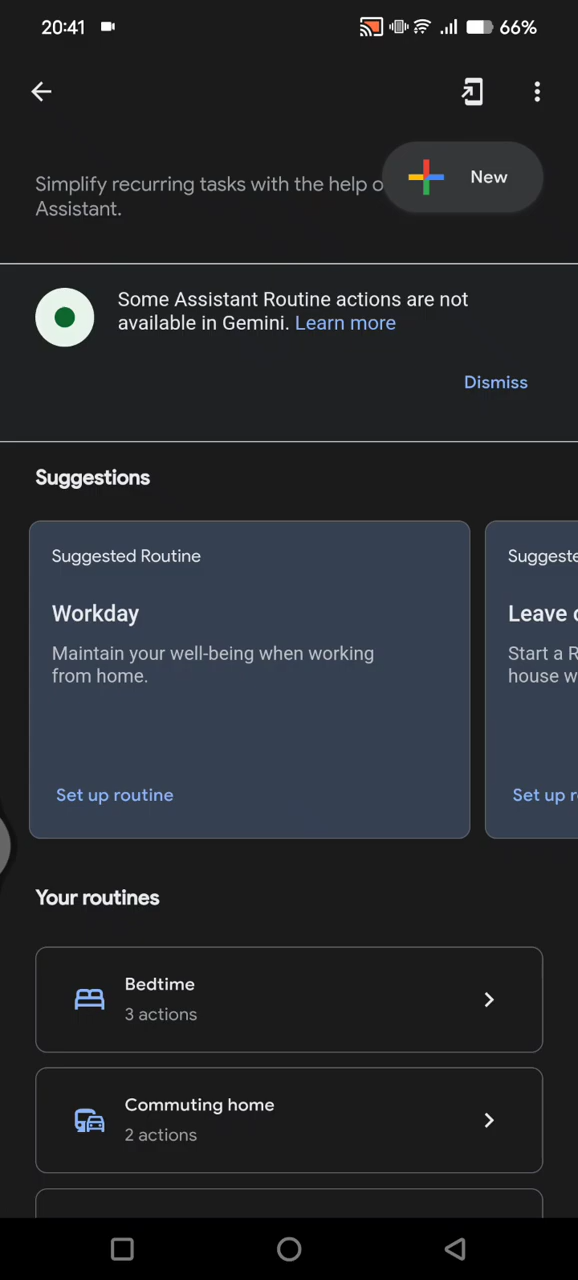 20:41
66%
New
Simplify recurring tasks with the help o
Assistant.
Some Assistant Routine actions are not
available in Gemini. Learn more
Dismiss
Suggestions
Suggested Routine
Workday
Maintain your well-being when working
from home.
Set up routine
Suggeste
Leave
Start a R
house w
Set up r
Your routines
Bedtime
3 actions
Commuting home
2 actions